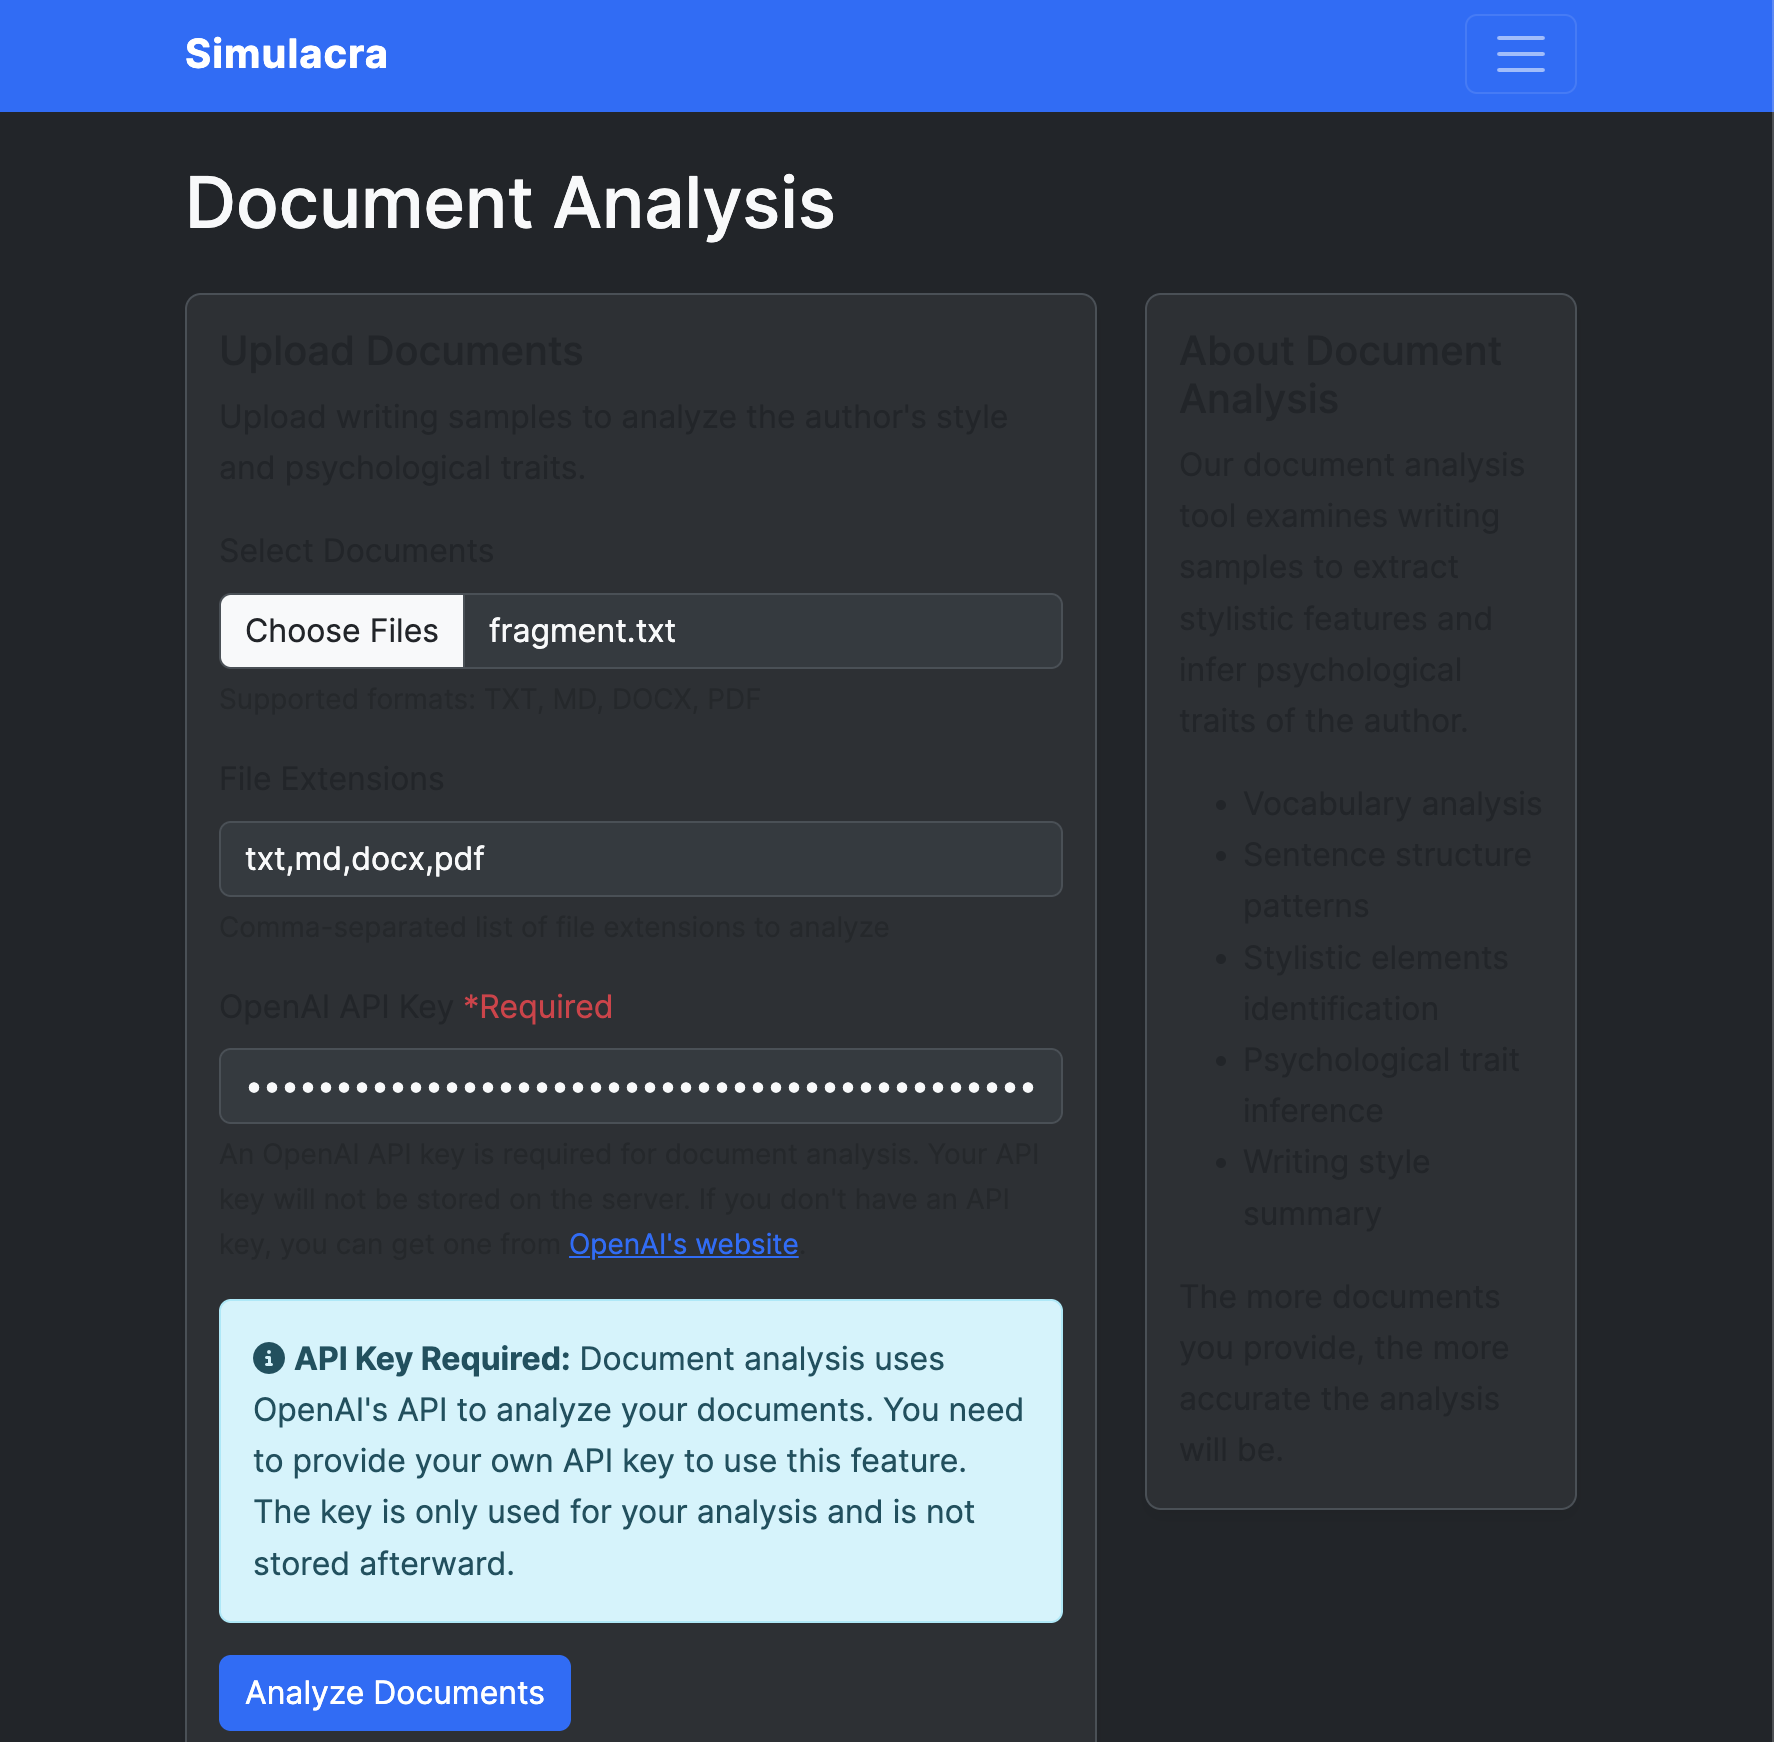 Simulacra
Document Analysis
Upload Documents
Upload writing samples to analyze the author's style
and psychological traits.
Select Documents
Choose Files fragment.txt
Supported formats: TXT, MD, DOCX, PDF
File Extensions
txt,md,docx,pdf
Comma-separated list of file extensions to analyze
OpenAI API Key *Required
••••••••••••••••••••••••••••••••••••••••••••
An OpenAI API key is required for document analysis. Your API
key will not be stored on the server. If you don't have an API
key, you can get one from OpenAI's website.
API Key Required: Document analysis uses
OpenAI's API to analyze your documents. You need
to provide your own API key to use this feature.
The key is only used for your analysis and is not
stored afterward.
Analyze Documents
About Document
Analysis
Our document analysis
tool examines writing
samples to extract
stylistic features and
infer psychological
traits of the author.
• Vocabulary analysis
• Sentence structure
patterns
• Stylistic elements
identification
• Psychological trait
inference
• Writing style
summary
The more documents
you provide, the more
accurate the analysis
will be.